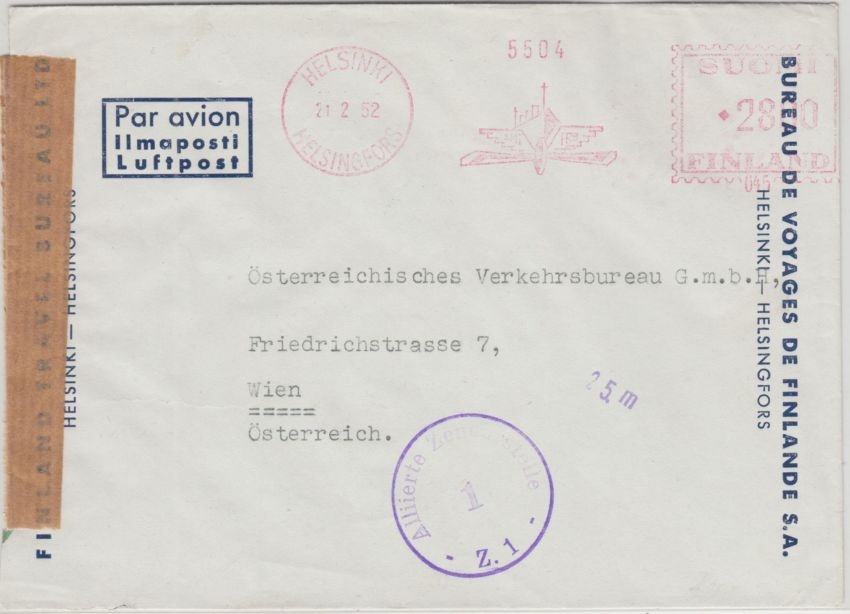 5504
HELSINKI
21 2 52
HELSINGFORS
SUOMI
28.00
FINLAND
Par avion
Ilmaposti
Luftpost
FINLAND TRAVEL BUREAU LTD
HELSINKI — HELSINGFORS
BUREAU DE VOYAGES DE FINLANDE S.A.
HELSINKI — HELSINGFORS
Österreichisches Verkehrsbureau G.m.b.H,
Friedrichstrasse 7,
Wien
=====
Österreich.
25.m
Alliierte Zensurstelle
1
- Z. 1 -